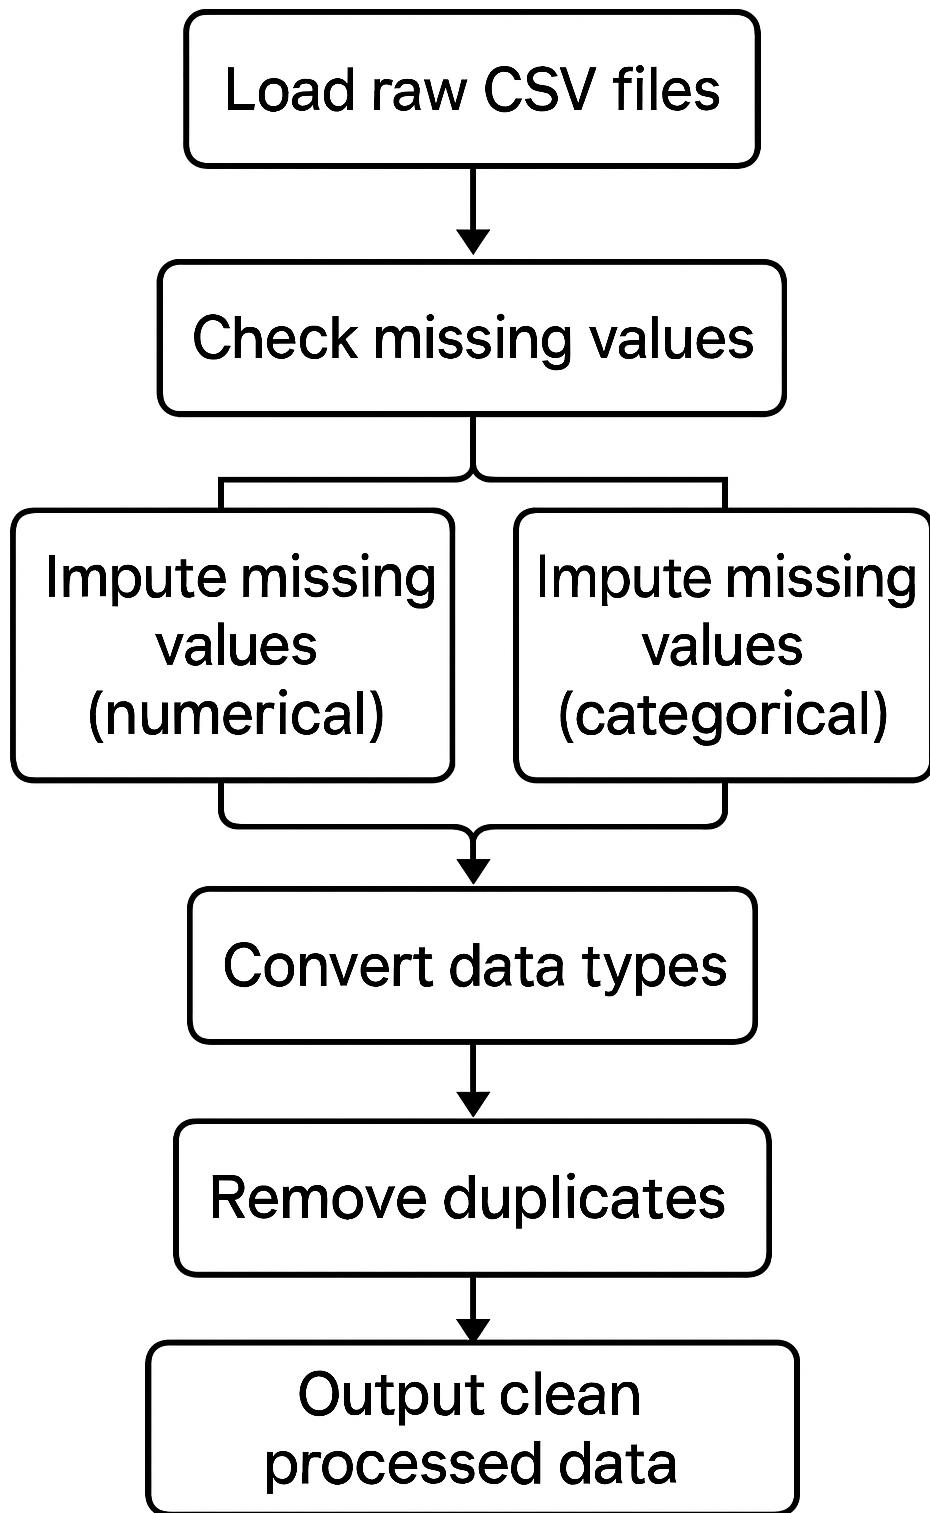 Load raw CSV files
Check missing values
Impute missing
values
(numerical)
Impute missing
values
(categorical)
Convert data types
Remove duplicates
Output clean
processed data